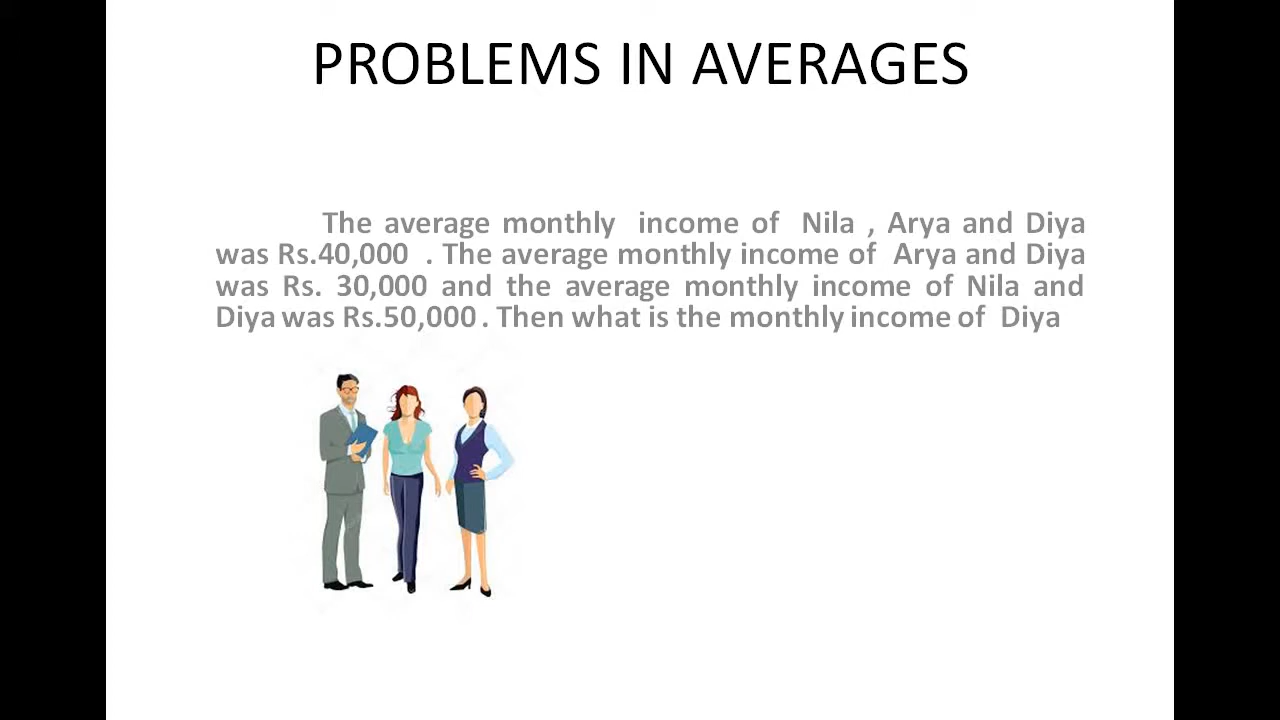 PROBLEMS IN AVERAGES
The average monthly income of Nila , Arya and Diya
was Rs.40,000 . The average monthly income of Arya and Diya
was Rs. 30,000 and the average monthly income of Nila and
Diya was Rs.50,000 . Then what is the monthly income of Diya